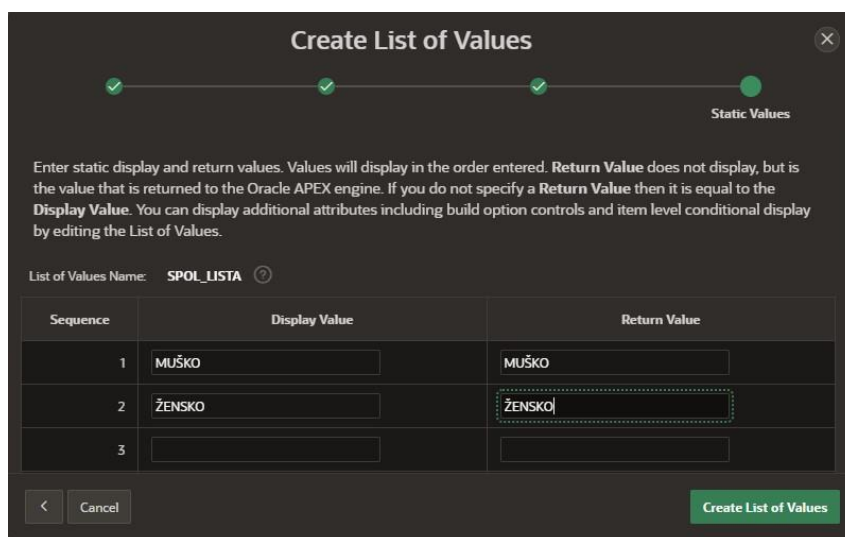 Create List of Values
Static Values
Enter static display and return values. Values will display in the order entered. Return Value does not display, but is
the value that is returned to the Oracle APEX engine. If you do not specify a Return Value then it is equal to the
Display Value. You can display additional attributes including build option controls and item level conditional display
by editing the List of Values.
List of Values Name: SPOL_LISTA ?
Sequence Display Value Return Value
1 MUŠKO MUŠKO
2 ŽENSKO ŽENSKO
3
Cancel Create List of Values